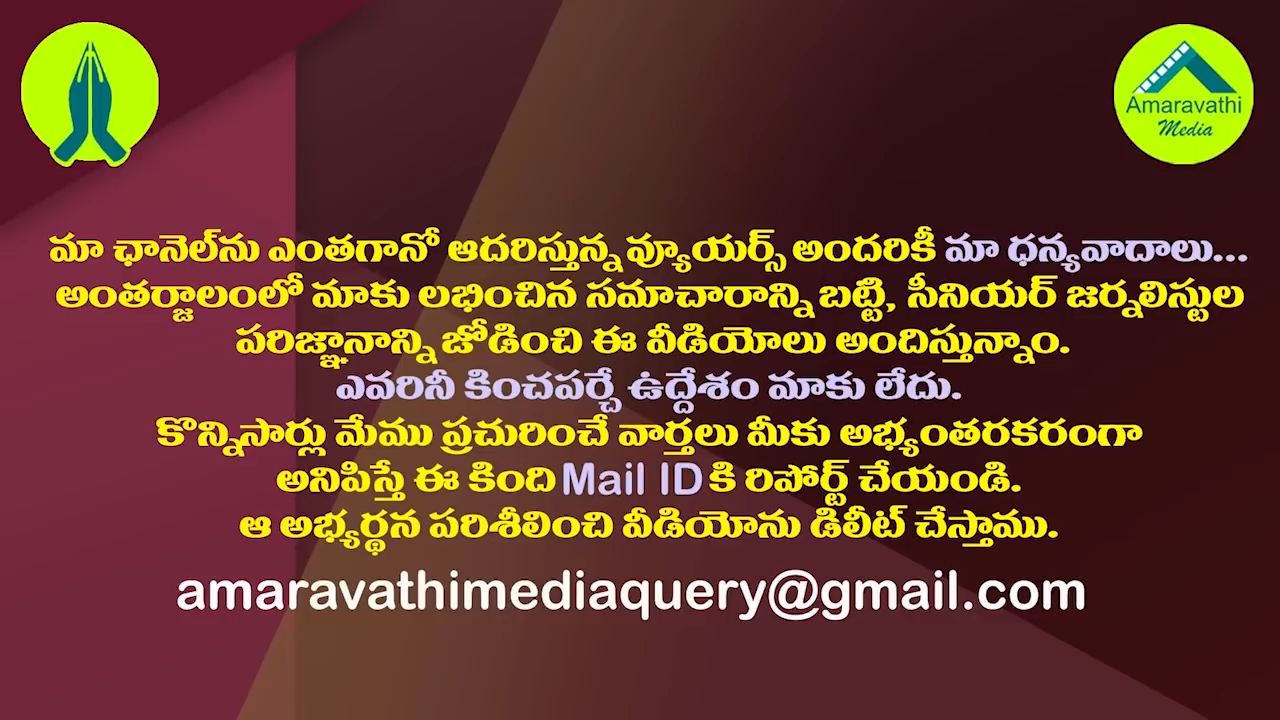 Amaravathi
Media
మా ఛానెల్‌ను ఎంతగానో ఆదరిస్తున్న వ్యూయర్స్ అందరికీ మా ధన్యవాదాలు...
అంతర్జాలంలో మాకు లభించిన సమాచారాన్ని బట్టి, సీనియర్ జర్నలిస్టుల
పరిజ్ఞానాన్ని జోడించి ఈ వీడియోలు అందిస్తున్నాం.
ఎవరినీ కించపర్చే ఉద్దేశం మాకు లేదు.
కొన్నిసార్లు మేము ప్రచురించే వార్తలు మీకు అభ్యంతరకరంగా
అనిపిస్తే ఈ కింది Mail ID కి రిపోర్ట్ చేయండి.
ఆ అభ్యర్థన పరిశీలించి వీడియోను డిలీట్ చేస్తాము.
amaravathimediaquery@gmail.com